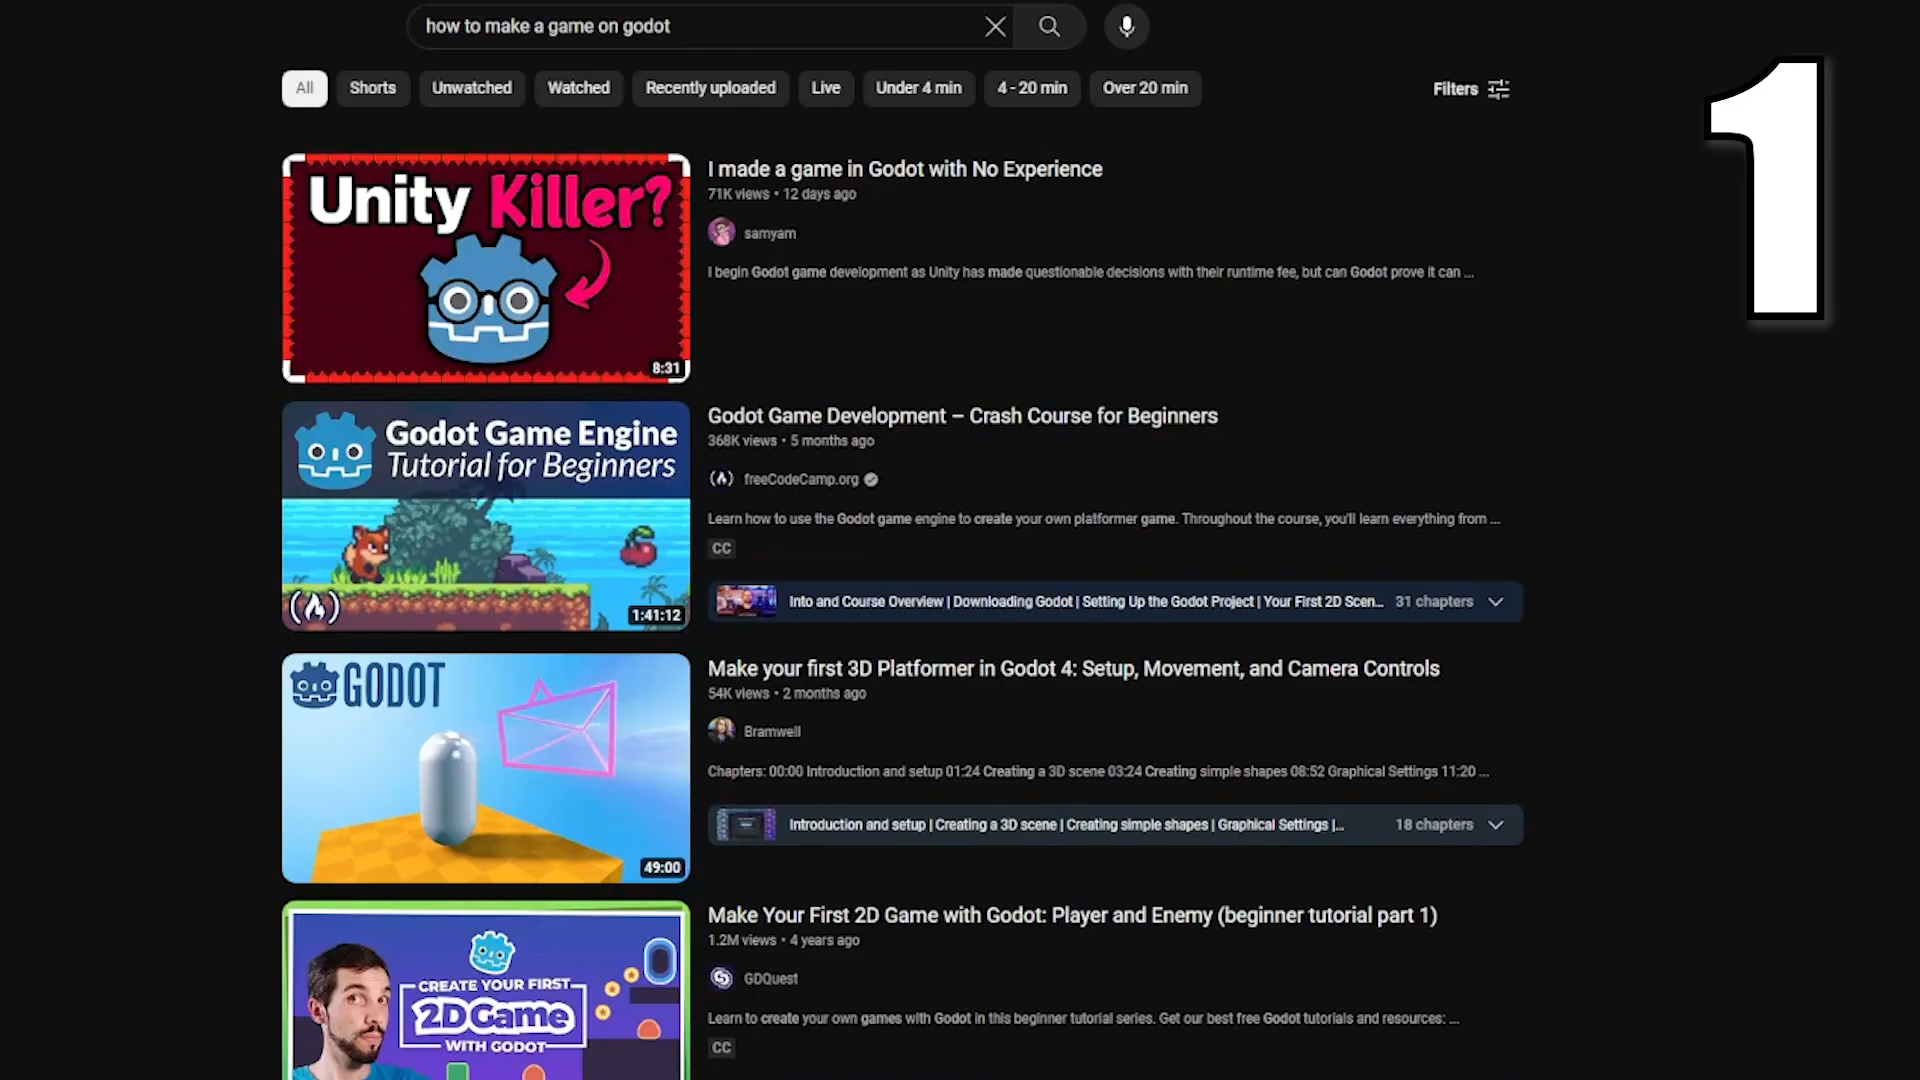 how to make a game on godot
All Shorts Unwatched Watched Recently uploaded Live Under 4 min 4 - 20 min Over 20 min Filters
1
Unity Killer?
8:31
I made a game in Godot with No Experience
71K views • 12 days ago
samyam
I begin Godot game development as Unity has made questionable decisions with their runtime fee, but can Godot prove it can ...
Godot Game Engine
Tutorial for Beginners
1:41:12
Godot Game Development – Crash Course for Beginners
368K views • 5 months ago
freeCodeCamp.org
Learn how to use the Godot game engine to create your own platformer game. Throughout the course, you'll learn everything from ...
CC
Into and Course Overview | Downloading Godot | Setting Up the Godot Project | Your First 2D Scen... 31 chapters
GODOT
49:00
Make your first 3D Platformer in Godot 4: Setup, Movement, and Camera Controls
54K views • 2 months ago
Bramwell
Chapters: 00:00 Introduction and setup 01:24 Creating a 3D scene 03:24 Creating simple shapes 08:52 Graphical Settings 11:20 ...
Introduction and setup | Creating a 3D scene | Creating simple shapes | Graphical Settings |... 18 chapters
CREATE YOUR FIRST
2D Game
WITH GODOT
Make Your First 2D Game with Godot: Player and Enemy (beginner tutorial part 1)
1.2M views • 4 years ago
GDQuest
Learn to create your own games with Godot in this beginner tutorial series. Get our best free Godot tutorials and resources: ...
CC